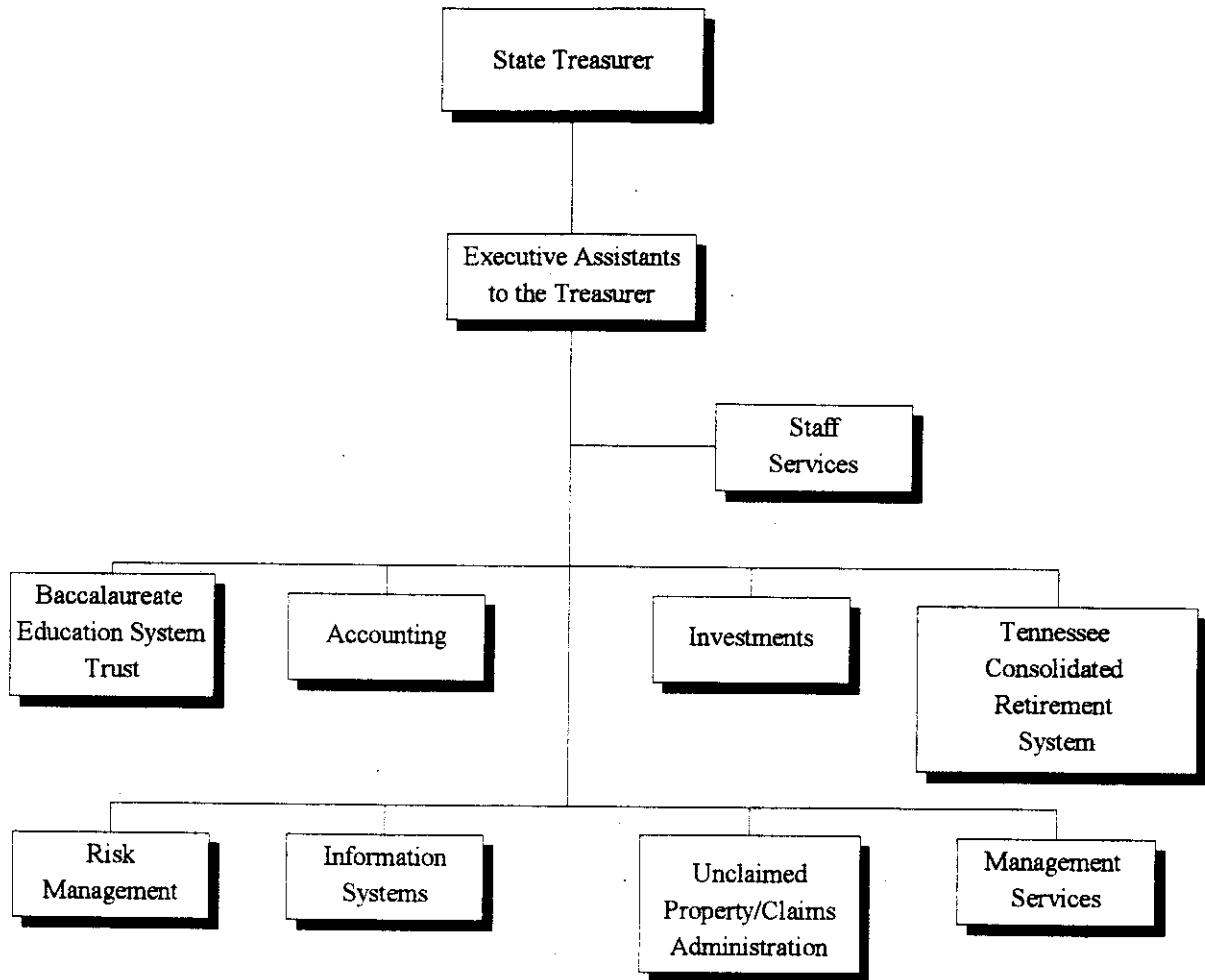 State Treasurer
Executive Assistants
to the Treasurer
Staff
Services
Baccalaureate
Education System
Trust
Accounting
Investments
Tennessee
Consolidated
Retirement
System
Risk
Management
Information
Systems
Unclaimed
Property/Claims
Administration
Management
Services